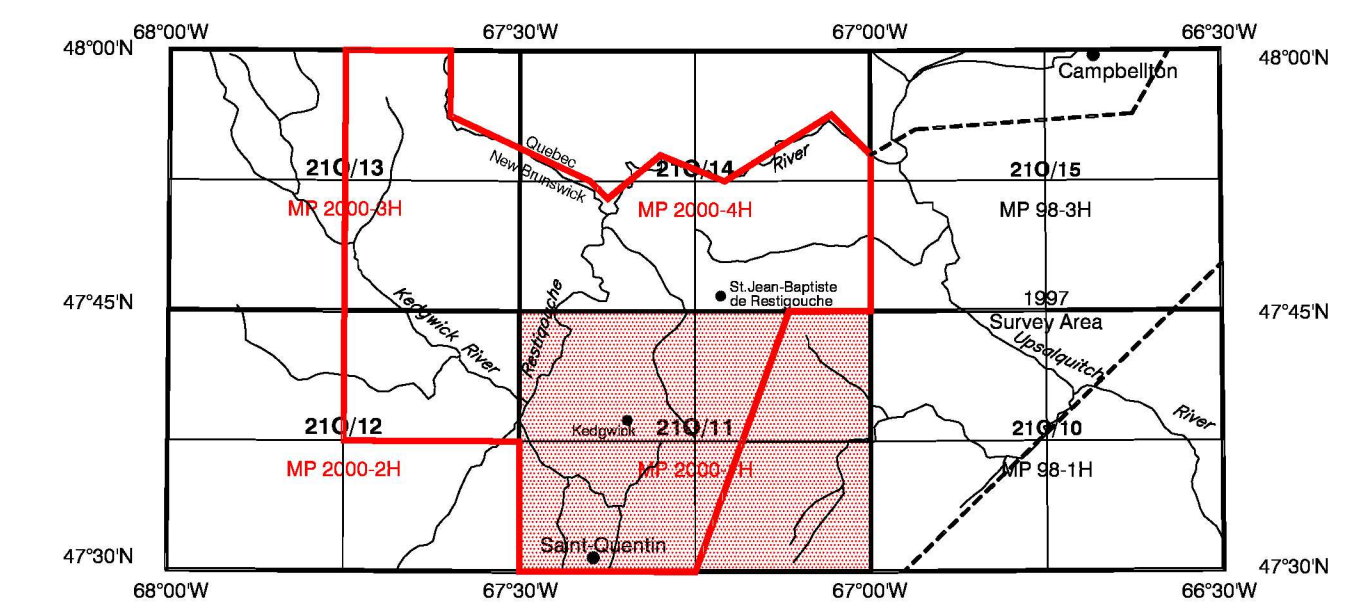 68°00'W
67°30'W
67°00'W
66°30'W
48°00'N
48°00'N
Campbellton
Quebec
New Brunswick
River
21O/13
21O/14
21O/15
MP 2000-3H
MP 2000-4H
MP 98-3H
St.Jean-Baptiste
de Restigouche
Kedgwick River
Restigouche
47°45'N
47°45'N
1997
Survey Area
Upsalquitch
River
Kedgwick
21O/12
21O/11
21O/10
MP 2000-2H
MP 98-1H
Saint-Quentin
47°30'N
47°30'N
68°00'W
67°30'W
67°00'W
66°30'W